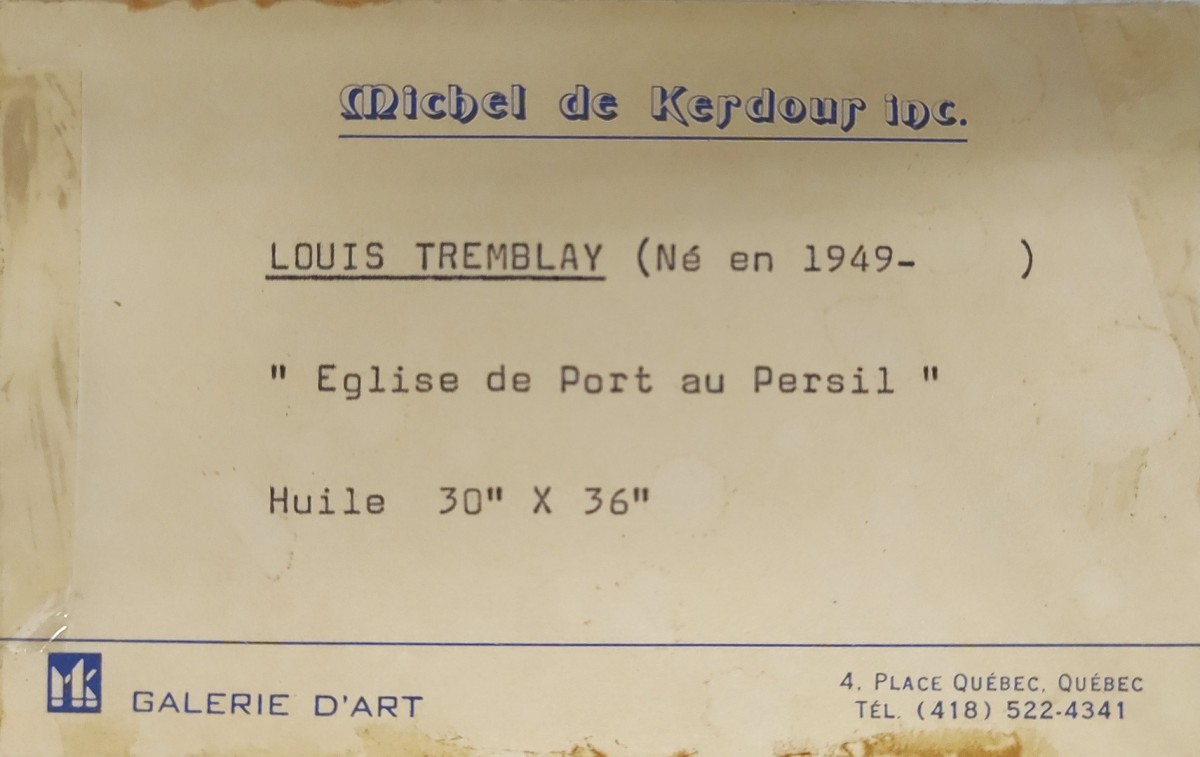 Michel de Kerdour inc.
LOUIS TREMBLAY (Né en 1949-      )
" Eglise de Port au Persil "
Huile  30" X 36"
MK GALERIE D'ART
4, PLACE QUÉBEC, QUÉBEC
TÉL. (418) 522-4341